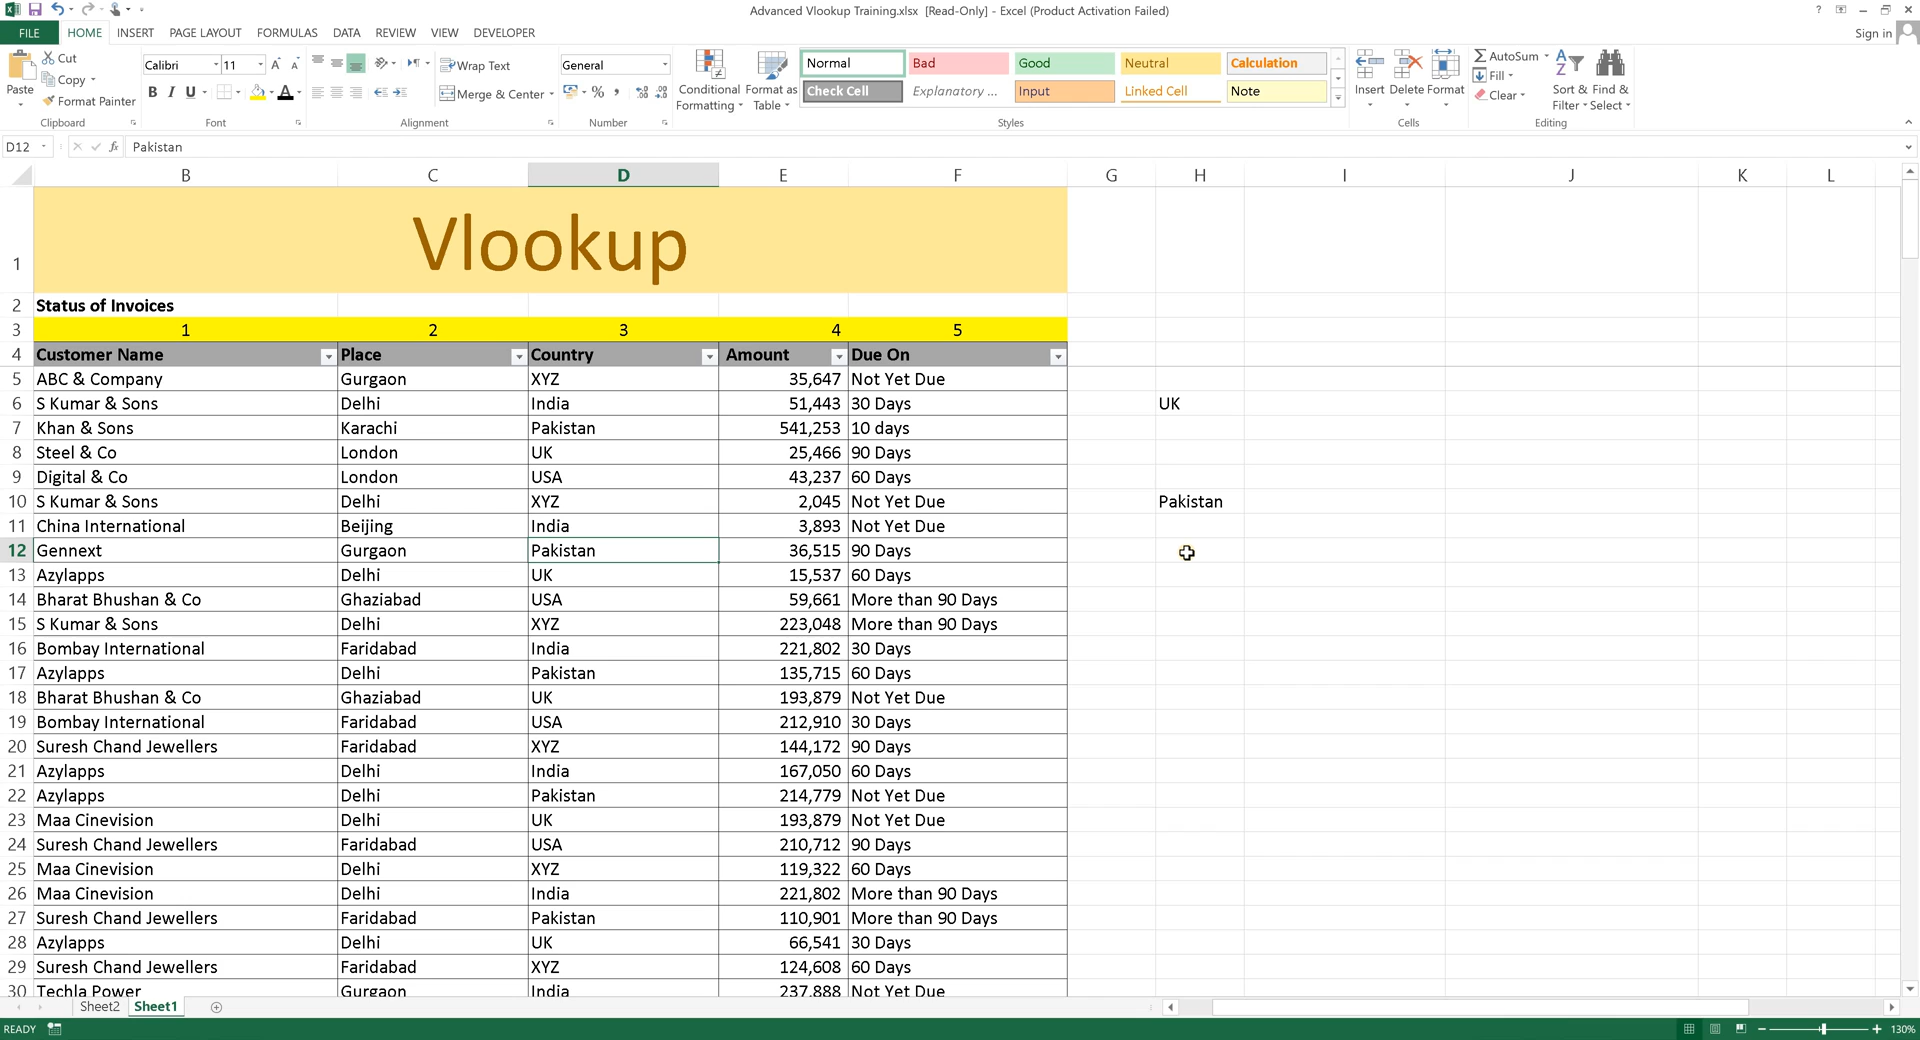 Advanced Vlookup Training.xlsx [Read-Only] - Excel (Product Activation Failed)
FILE HOME INSERT PAGE LAYOUT FORMULAS DATA REVIEW VIEW DEVELOPER Sign in
Paste Cut Copy Format Painter Clipboard
Calibri 11 B I U Font
Wrap Text Merge & Center Alignment
General % Number
Conditional Formatting Format as Table
Normal Bad Good Neutral Calculation
Check Cell Explanatory ... Input Linked Cell Note
Styles
Insert Delete Format Cells
AutoSum Fill Clear Sort & Filter Find & Select Editing
D12 fx Pakistan
B C D E F G H I J K L
1 Vlookup
2 Status of Invoices
3 1 2 3 4 5
4 Customer Name Place Country Amount Due On
5 ABC & Company Gurgaon XYZ 35,647 Not Yet Due
6 S Kumar & Sons Delhi India 51,443 30 Days UK
7 Khan & Sons Karachi Pakistan 541,253 10 days
8 Steel & Co London UK 25,466 90 Days
9 Digital & Co London USA 43,237 60 Days
10 S Kumar & Sons Delhi XYZ 2,045 Not Yet Due Pakistan
11 China International Beijing India 3,893 Not Yet Due
12 Gennext Gurgaon Pakistan 36,515 90 Days
13 Azylapps Delhi UK 15,537 60 Days
14 Bharat Bhushan & Co Ghaziabad USA 59,661 More than 90 Days
15 S Kumar & Sons Delhi XYZ 223,048 More than 90 Days
16 Bombay International Faridabad India 221,802 30 Days
17 Azylapps Delhi Pakistan 135,715 60 Days
18 Bharat Bhushan & Co Ghaziabad UK 193,879 Not Yet Due
19 Bombay International Faridabad USA 212,910 30 Days
20 Suresh Chand Jewellers Faridabad XYZ 144,172 90 Days
21 Azylapps Delhi India 167,050 60 Days
22 Azylapps Delhi Pakistan 214,779 Not Yet Due
23 Maa Cinevision Delhi UK 193,879 Not Yet Due
24 Suresh Chand Jewellers Faridabad USA 210,712 90 Days
25 Maa Cinevision Delhi XYZ 119,322 60 Days
26 Maa Cinevision Delhi India 221,802 More than 90 Days
27 Suresh Chand Jewellers Faridabad Pakistan 110,901 More than 90 Days
28 Azylapps Delhi UK 66,541 30 Days
29 Suresh Chand Jewellers Faridabad XYZ 124,608 60 Days
30 Techla Power Gurgaon India 237,888 Not Yet Due
Sheet2 Sheet1
READY 130%